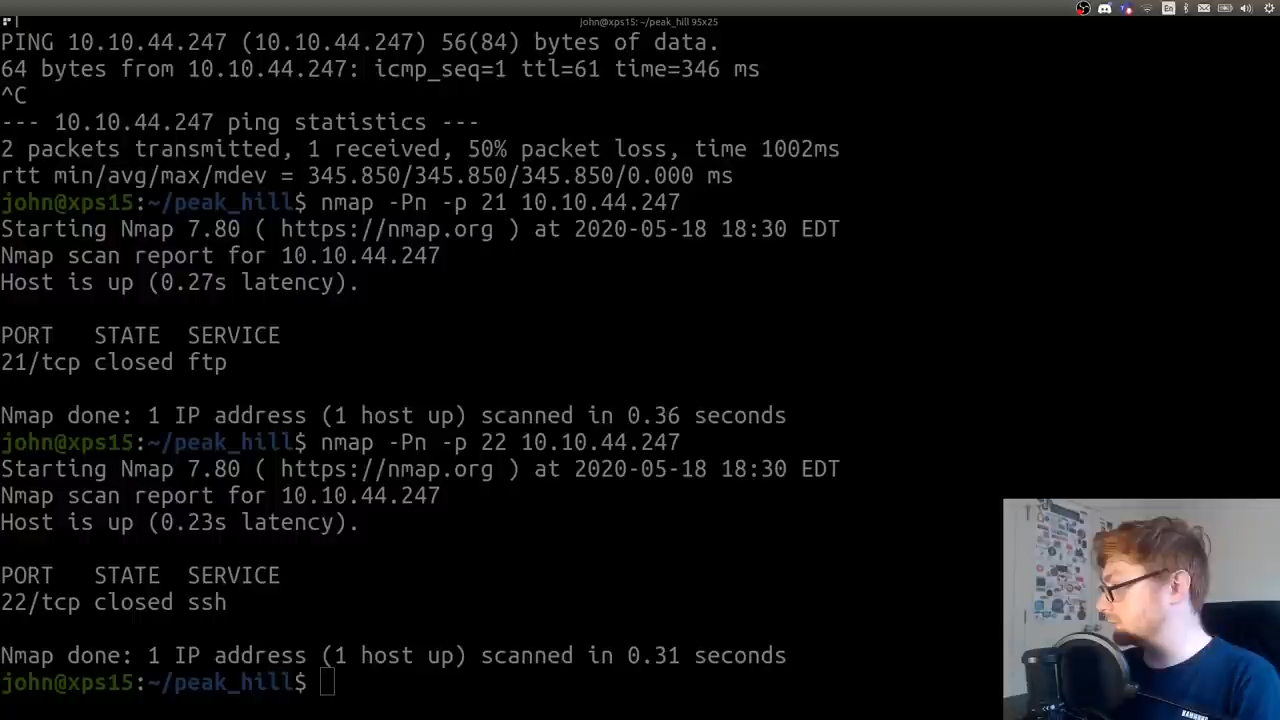 john@xps15: ~/peak_hill 95x25
En
PING 10.10.44.247 (10.10.44.247) 56(84) bytes of data.
64 bytes from 10.10.44.247: icmp_seq=1 ttl=61 time=346 ms
^C
--- 10.10.44.247 ping statistics ---
2 packets transmitted, 1 received, 50% packet loss, time 1002ms
rtt min/avg/max/mdev = 345.850/345.850/345.850/0.000 ms
john@xps15:~/peak_hill$ nmap -Pn -p 21 10.10.44.247
Starting Nmap 7.80 ( https://nmap.org ) at 2020-05-18 18:30 EDT
Nmap scan report for 10.10.44.247
Host is up (0.27s latency).
PORT   STATE  SERVICE
21/tcp closed ftp
Nmap done: 1 IP address (1 host up) scanned in 0.36 seconds
john@xps15:~/peak_hill$ nmap -Pn -p 22 10.10.44.247
Starting Nmap 7.80 ( https://nmap.org ) at 2020-05-18 18:30 EDT
Nmap scan report for 10.10.44.247
Host is up (0.23s latency).
PORT   STATE  SERVICE
22/tcp closed ssh
Nmap done: 1 IP address (1 host up) scanned in 0.31 seconds
john@xps15:~/peak_hill$